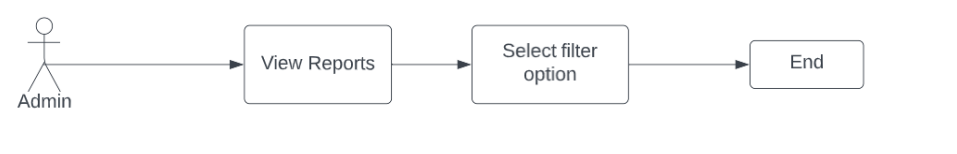 View Reports
Select filter
option
End
Admin